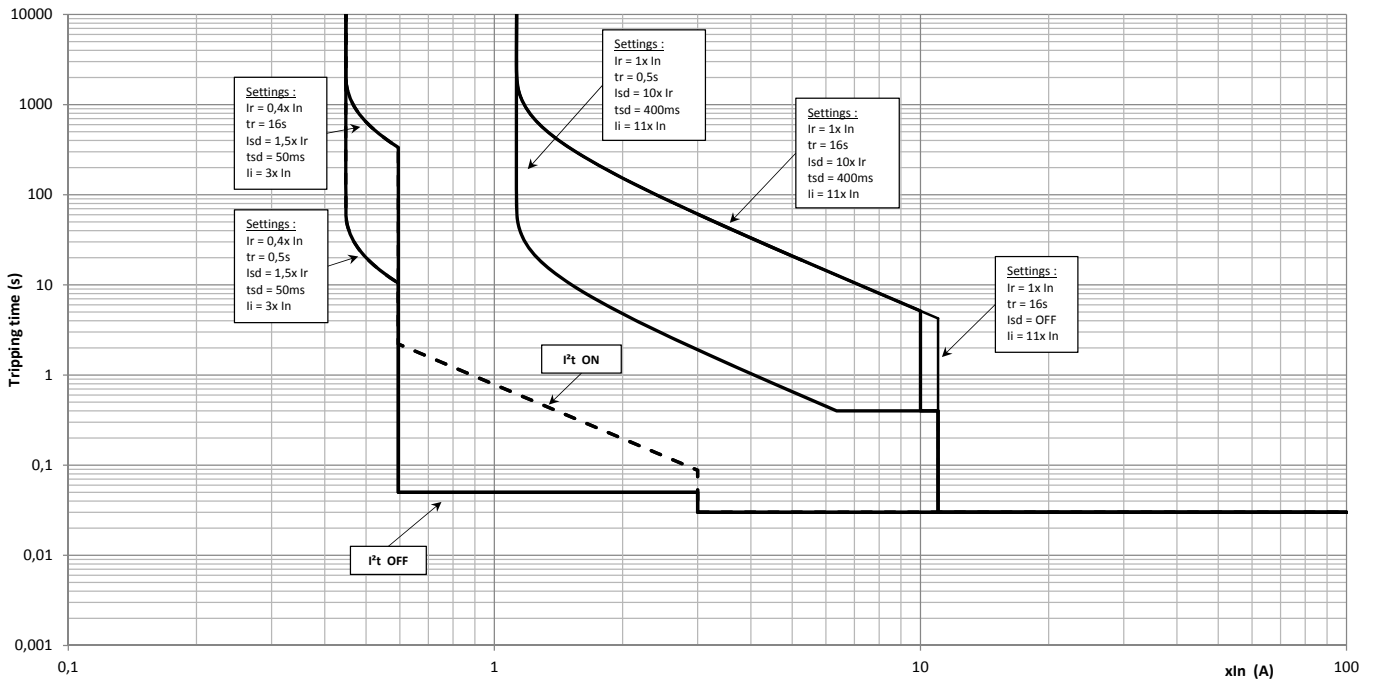 10000
1000
100
10
1
0,1
0,01
0,001
Tripping time (s)
0,1
1
10
100
xIn (A)
Settings :
Ir = 0,4x In
tr = 16s
Isd = 1,5x Ir
tsd = 50ms
Ii = 3x In
Settings :
Ir = 0,4x In
tr = 0,5s
Isd = 1,5x Ir
tsd = 50ms
Ii = 3x In
Settings :
Ir = 1x In
tr = 0,5s
Isd = 10x Ir
tsd = 400ms
Ii = 11x In
Settings :
Ir = 1x In
tr = 16s
Isd = 10x Ir
tsd = 400ms
Ii = 11x In
Settings :
Ir = 1x In
tr = 16s
Isd = OFF
Ii = 11x In
I²t ON
I²t OFF